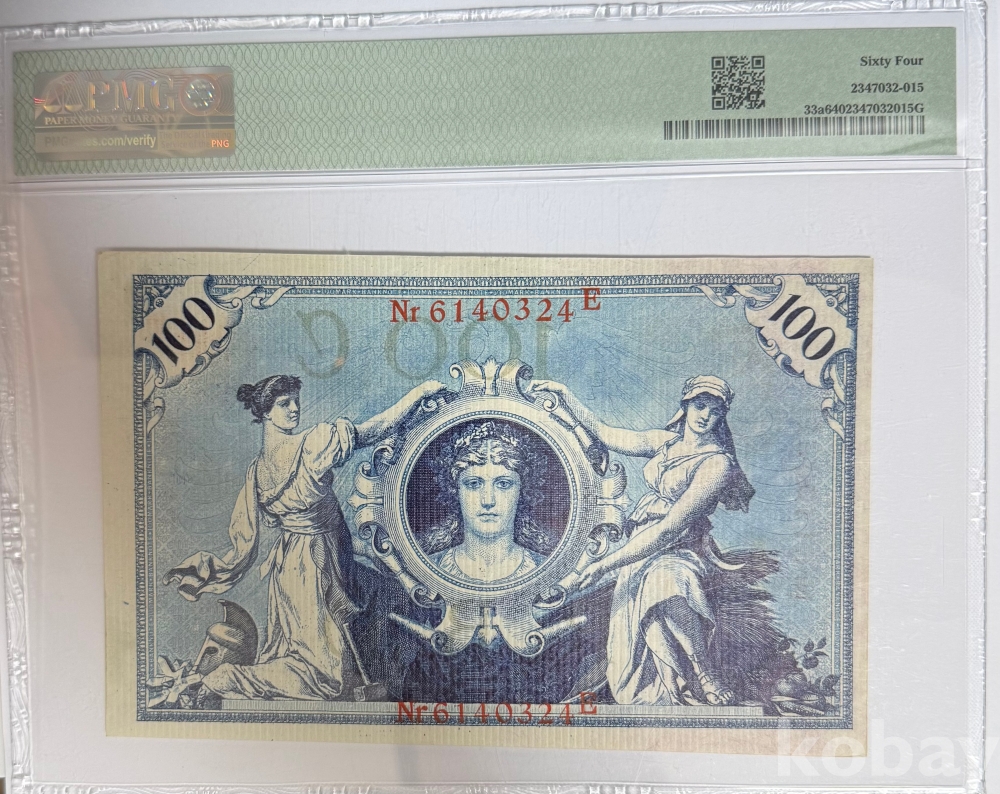 Sixty Four
2347032-015
33a6402347032015G
PMG
PAPER MONEY GUARANTY
.com/verify
PNG
Nr 6140324 E
100
100
100
Nr 6140324 E
kobay